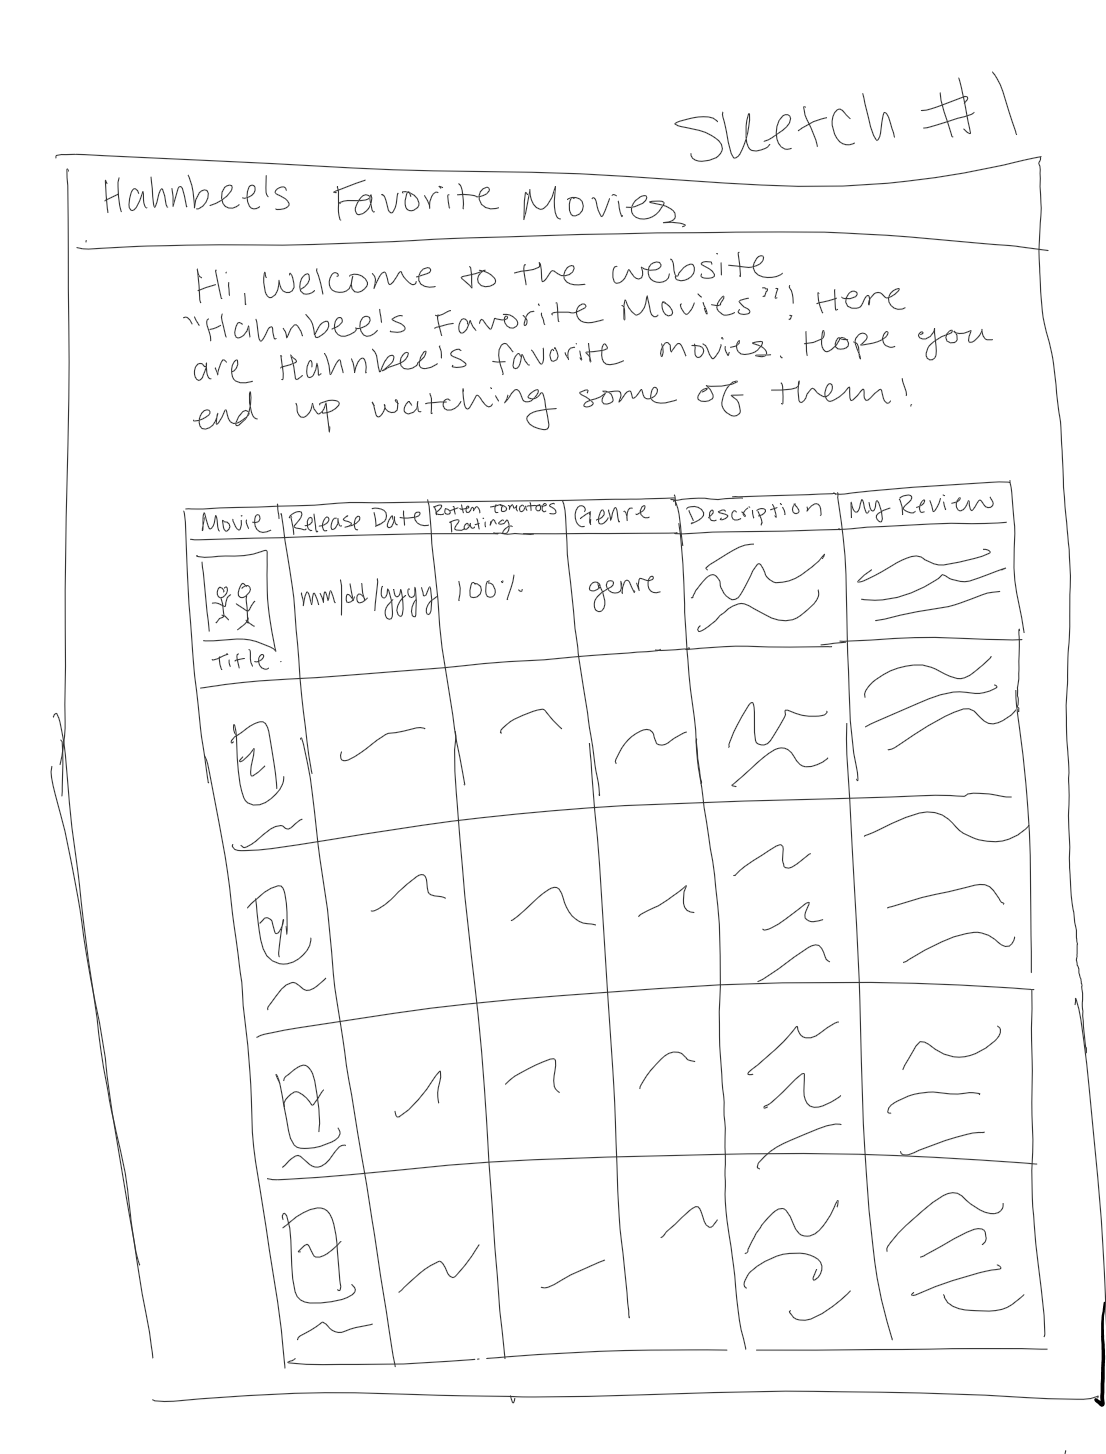 Sketch #1
Hahnbee's Favorite Movies
Hi, welcome to the website
"Hahnbee's Favorite Movies"! Here
are Hahnbee's favorite movies. Hope you
end up watching some of them!
Movie
Release Date
Rotten Tomatoes
Rating
Genre
Description
My Review
mm/dd/yyyy
100%
genre
Title